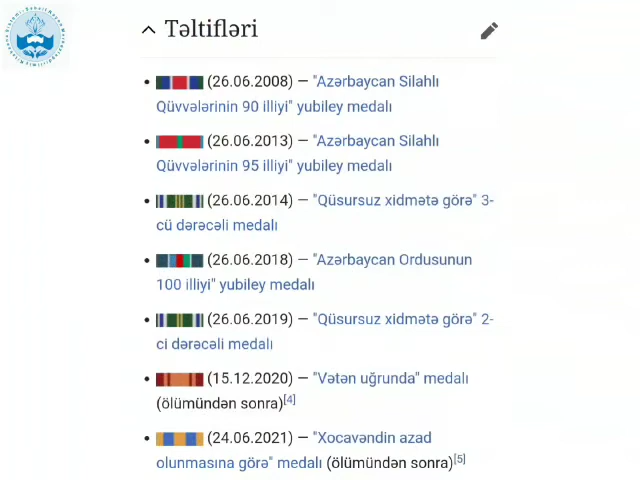 Təltifləri
(26.06.2008) — "Azərbaycan Silahlı
Qüvvələrinin 90 illiyi" yubiley medalı
(26.06.2013) — "Azərbaycan Silahlı
Qüvvələrinin 95 illiyi" yubiley medalı
(26.06.2014) — "Qüsursuz xidmətə görə" 3-
cü dərəcəli medalı
(26.06.2018) — "Azərbaycan Ordusunun
100 illiyi" yubiley medalı
(26.06.2019) — "Qüsursuz xidmətə görə" 2-
ci dərəcəli medalı
(15.12.2020) — "Vətən uğrunda" medalı
(ölümündən sonra)[4]
(24.06.2021) — "Xocavəndin azad
olunmasına görə" medalı (ölümündən sonra)[5]